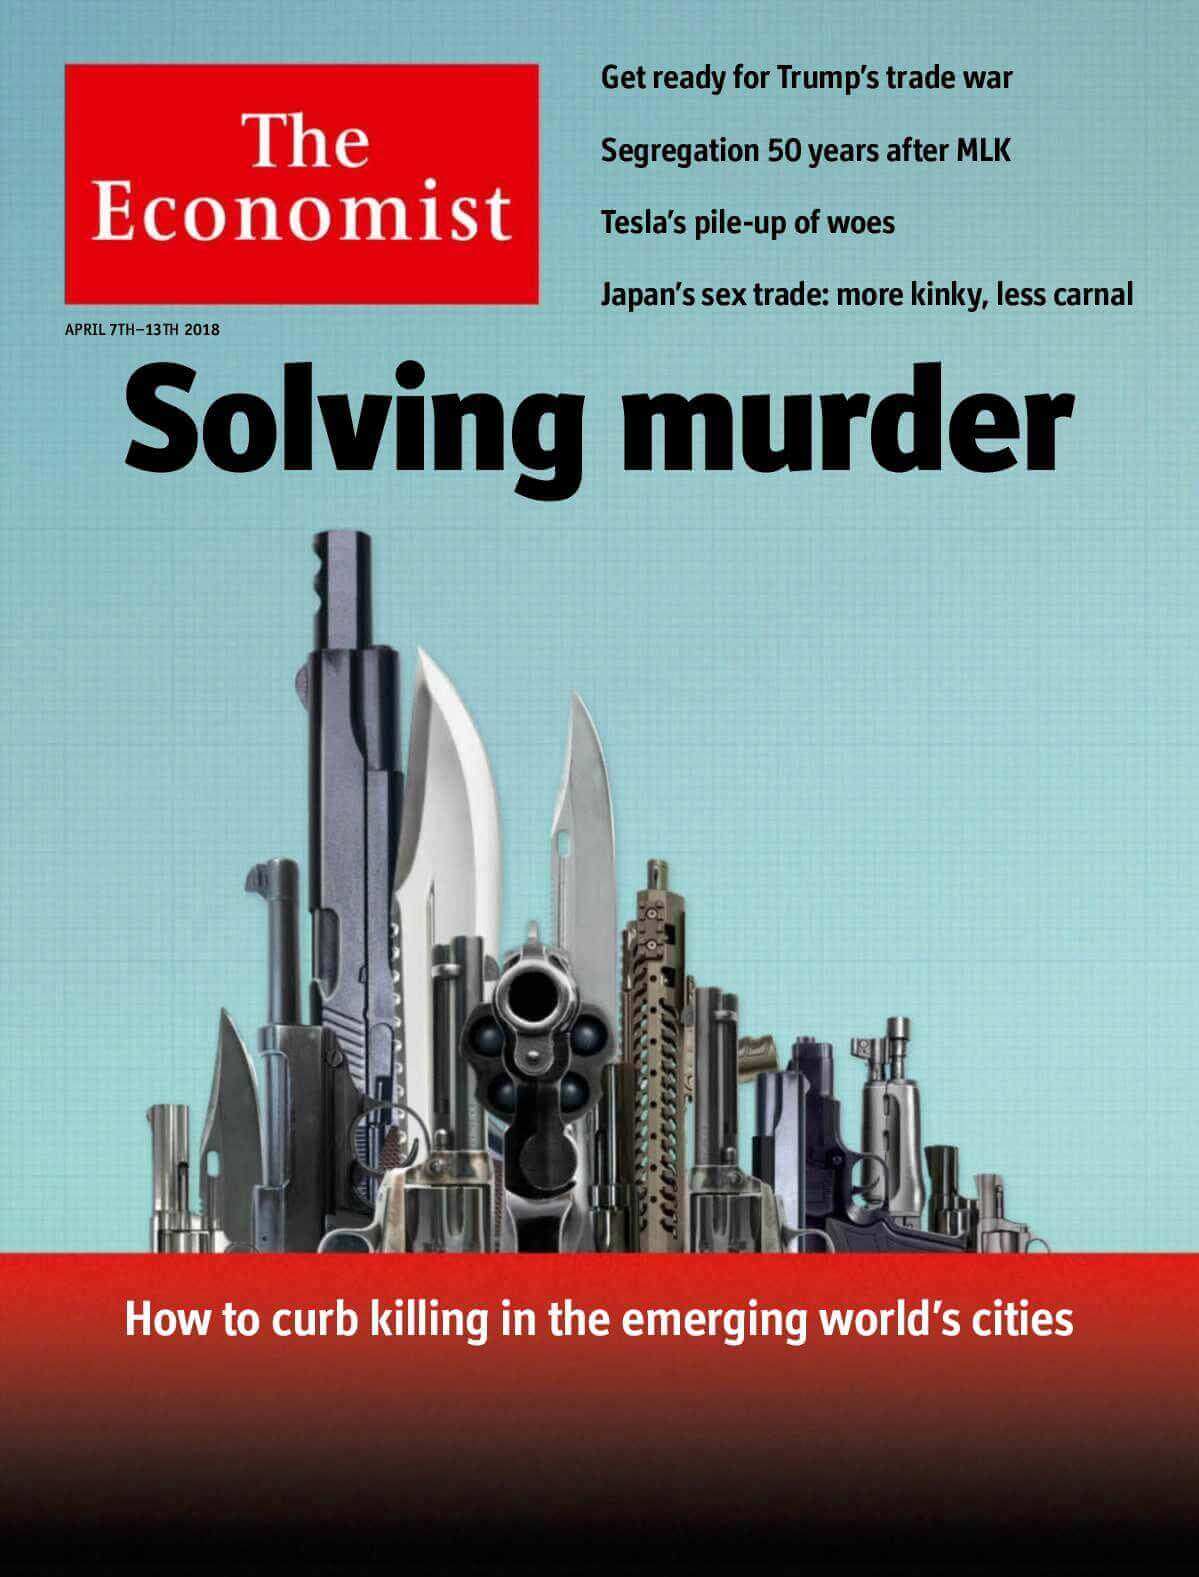 The
Economist
APRIL 7TH–13TH 2018
Get ready for Trump's trade war
Segregation 50 years after MLK
Tesla's pile-up of woes
Japan's sex trade: more kinky, less carnal
Solving murder
How to curb killing in the emerging world's cities